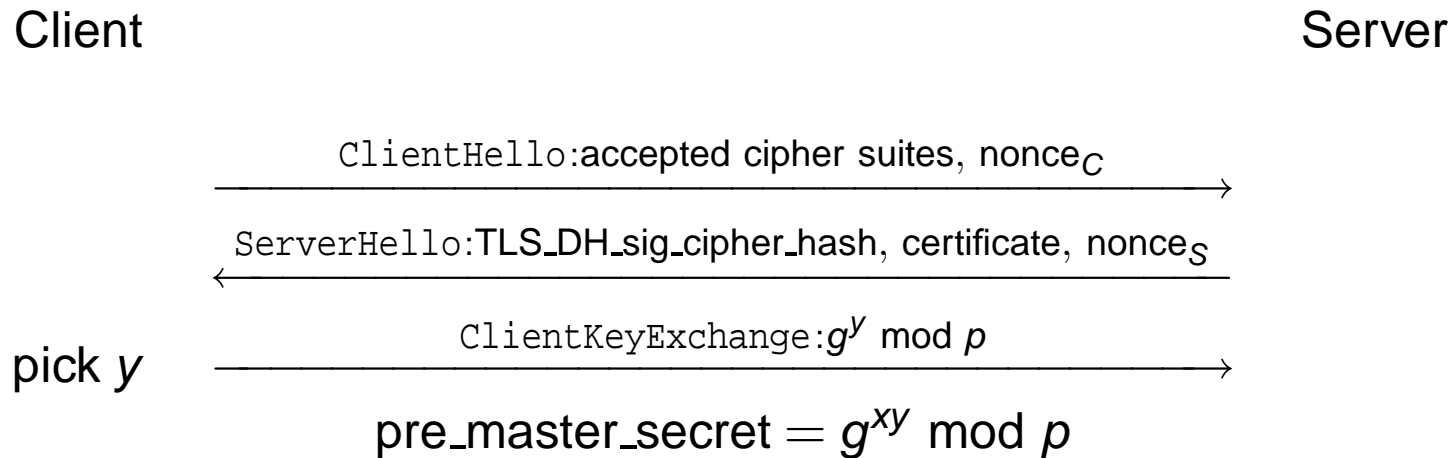 Client Server
ClientHello:accepted cipher suites, nonce_C
ServerHello:TLS_DH_sig_cipher_hash, certificate, nonce_S
ClientKeyExchange:g^y mod p
pick y
pre_master_secret = g^{xy} mod p